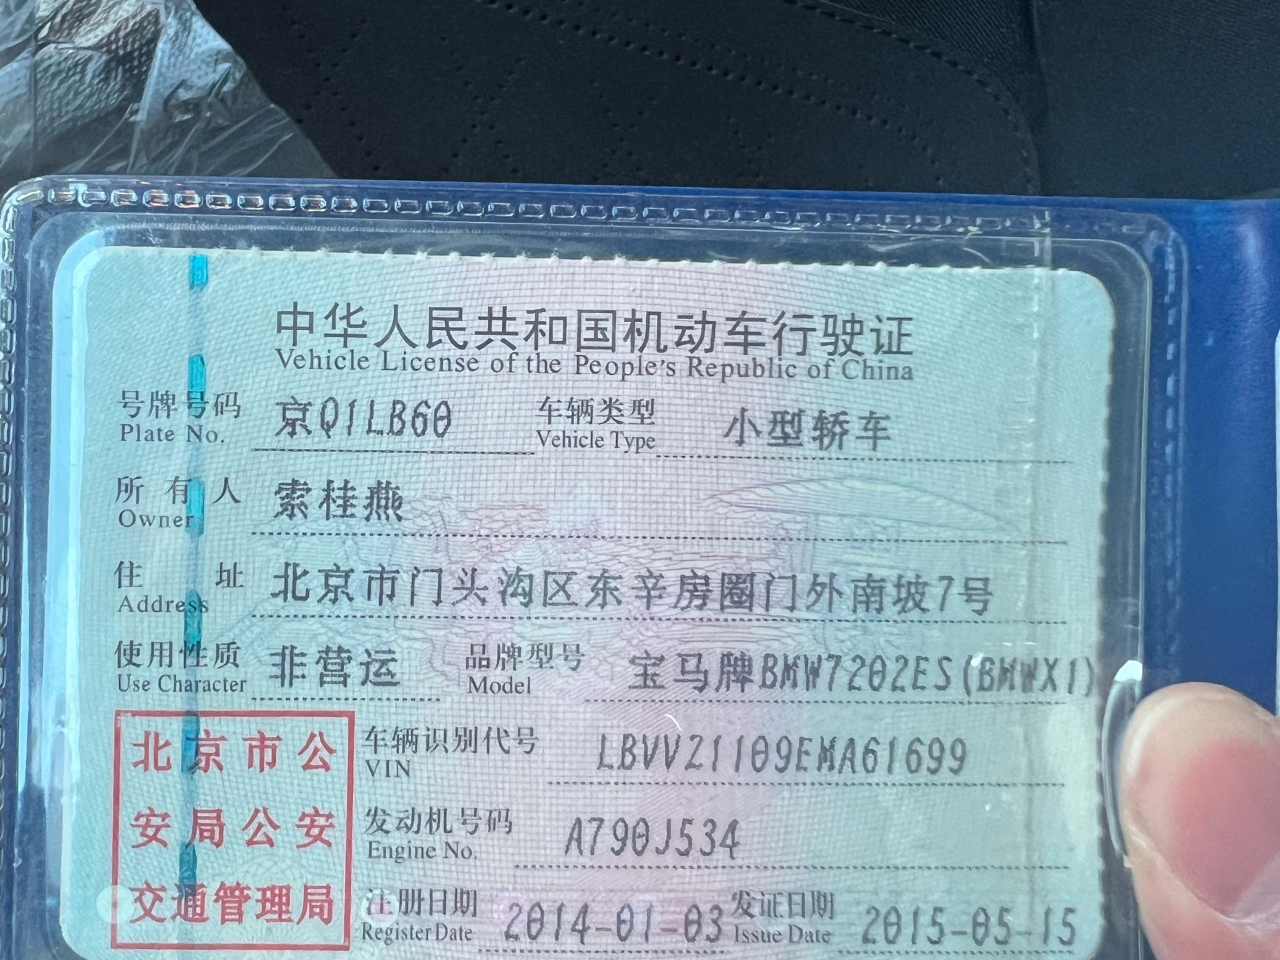 中华人民共和国机动车行驶证
Vehicle License of the People's Republic of China
号牌号码 京Q1LB60 车辆类型 小型轿车
Plate No. Vehicle Type
所有人 索桂燕
Owner
住址 北京市门头沟区东辛房圈门外南坡7号
Address
使用性质 非营运 品牌型号 宝马牌BMW7202ES(BMWX1)
Use Character Model
车辆识别代号 LBVVZ1109EMA61699
VIN
发动机号码 A790J534
Engine No.
注册日期 2014-01-03 发证日期 2015-05-15
Register Date Issue Date
北京市公
安局公安
交通管理局